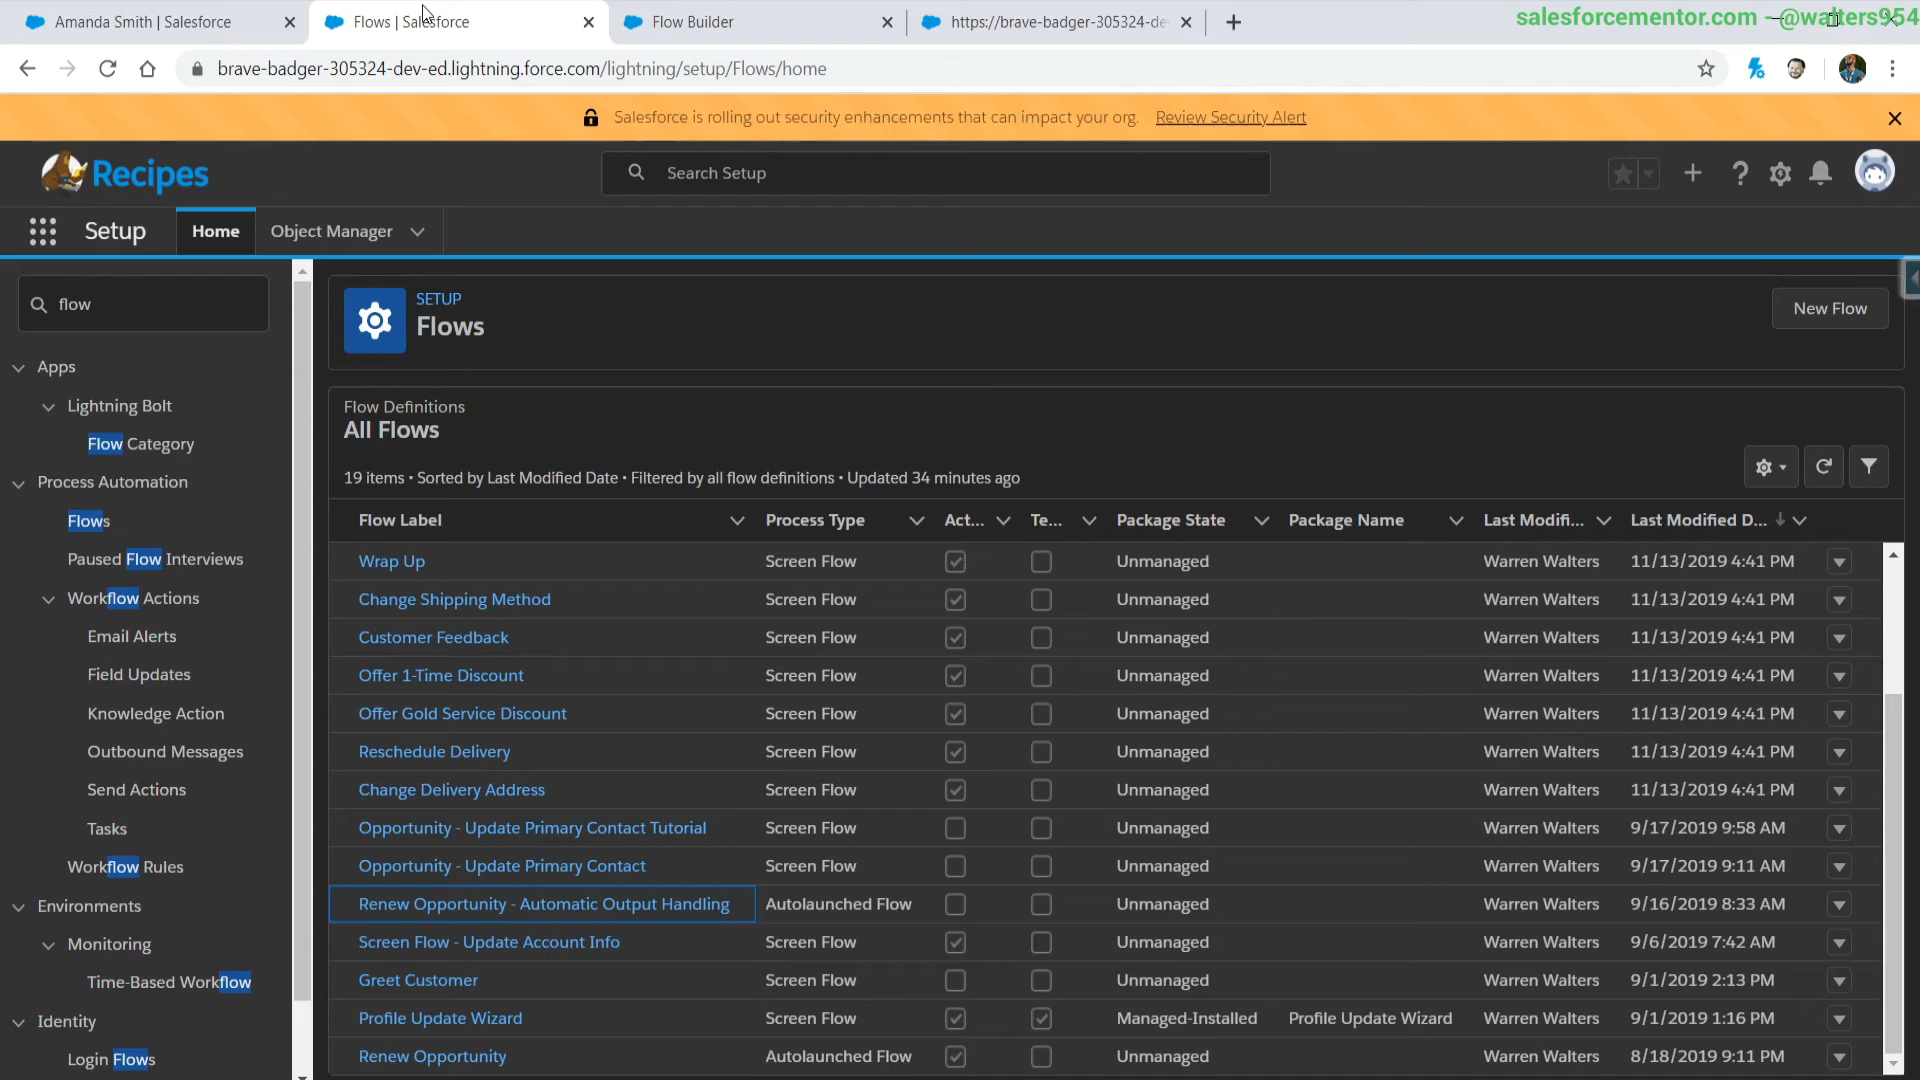 Amanda Smith | Salesforce
Flows | Salesforce
Flow Builder
https://brave-badger-305324-de
salesforcementor.com - @walters954
brave-badger-305324-dev-ed.lightning.force.com/lightning/setup/Flows/home
Salesforce is rolling out security enhancements that can impact your org. Review Security Alert
Recipes
Search Setup
Setup
Home
Object Manager
flow
Apps
Lightning Bolt
Flow Category
Process Automation
Flows
Paused Flow Interviews
Workflow Actions
Email Alerts
Field Updates
Knowledge Action
Outbound Messages
Send Actions
Tasks
Workflow Rules
Environments
Monitoring
Time-Based Workflow
Identity
Login Flows
SETUP
Flows
New Flow
Flow Definitions
All Flows
19 items • Sorted by Last Modified Date • Filtered by all flow definitions • Updated 34 minutes ago
Flow Label Process Type Act... Te... Package State Package Name Last Modifi... Last Modified D...
Wrap Up Screen Flow Unmanaged Warren Walters 11/13/2019 4:41 PM
Change Shipping Method Screen Flow Unmanaged Warren Walters 11/13/2019 4:41 PM
Customer Feedback Screen Flow Unmanaged Warren Walters 11/13/2019 4:41 PM
Offer 1-Time Discount Screen Flow Unmanaged Warren Walters 11/13/2019 4:41 PM
Offer Gold Service Discount Screen Flow Unmanaged Warren Walters 11/13/2019 4:41 PM
Reschedule Delivery Screen Flow Unmanaged Warren Walters 11/13/2019 4:41 PM
Change Delivery Address Screen Flow Unmanaged Warren Walters 11/13/2019 4:41 PM
Opportunity - Update Primary Contact Tutorial Screen Flow Unmanaged Warren Walters 9/17/2019 9:58 AM
Opportunity - Update Primary Contact Screen Flow Unmanaged Warren Walters 9/17/2019 9:11 AM
Renew Opportunity - Automatic Output Handling Autolaunched Flow Unmanaged Warren Walters 9/16/2019 8:33 AM
Screen Flow - Update Account Info Screen Flow Unmanaged Warren Walters 9/6/2019 7:42 AM
Greet Customer Screen Flow Unmanaged Warren Walters 9/1/2019 2:13 PM
Profile Update Wizard Screen Flow Managed-Installed Profile Update Wizard Warren Walters 9/1/2019 1:16 PM
Renew Opportunity Autolaunched Flow Unmanaged Warren Walters 8/18/2019 9:11 PM